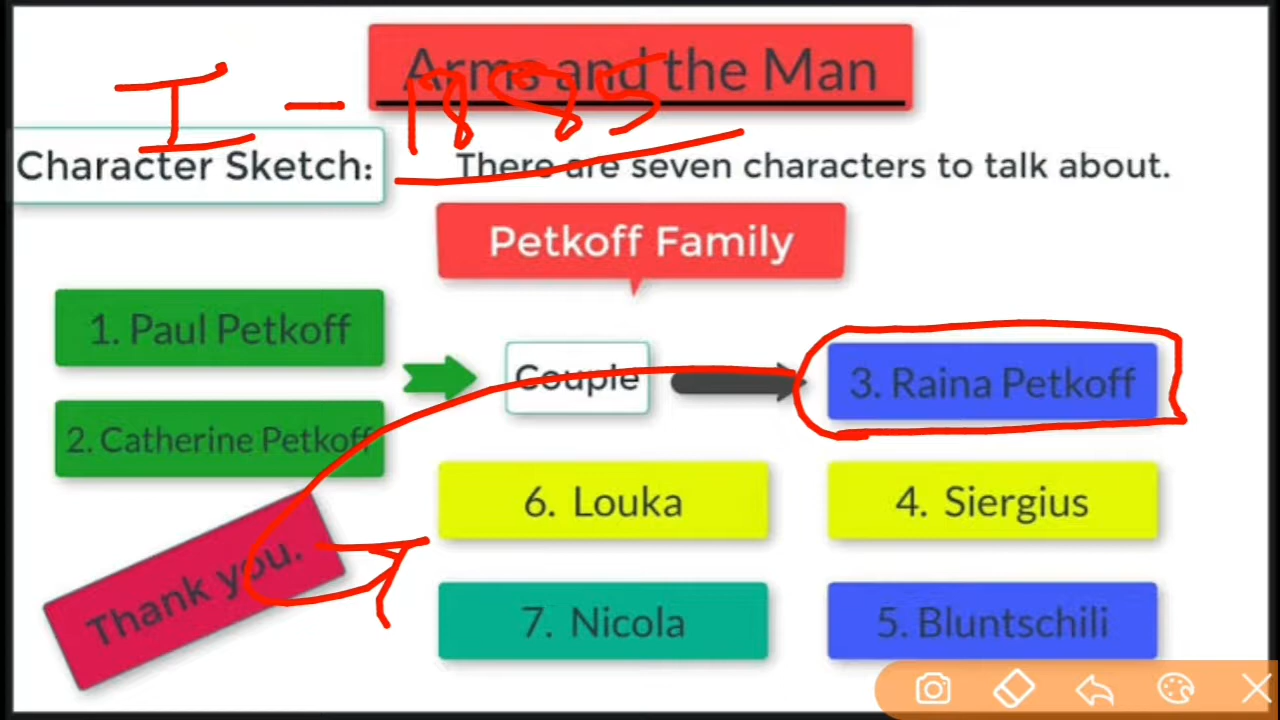 Arms and the Man
I - 1885
Character Sketch:
There are seven characters to talk about.
Petkoff Family
1. Paul Petkoff
2. Catherine Petkoff
Couple
3. Raina Petkoff
6. Louka
4. Siergius
Thank you.
7. Nicola
5. Bluntschili